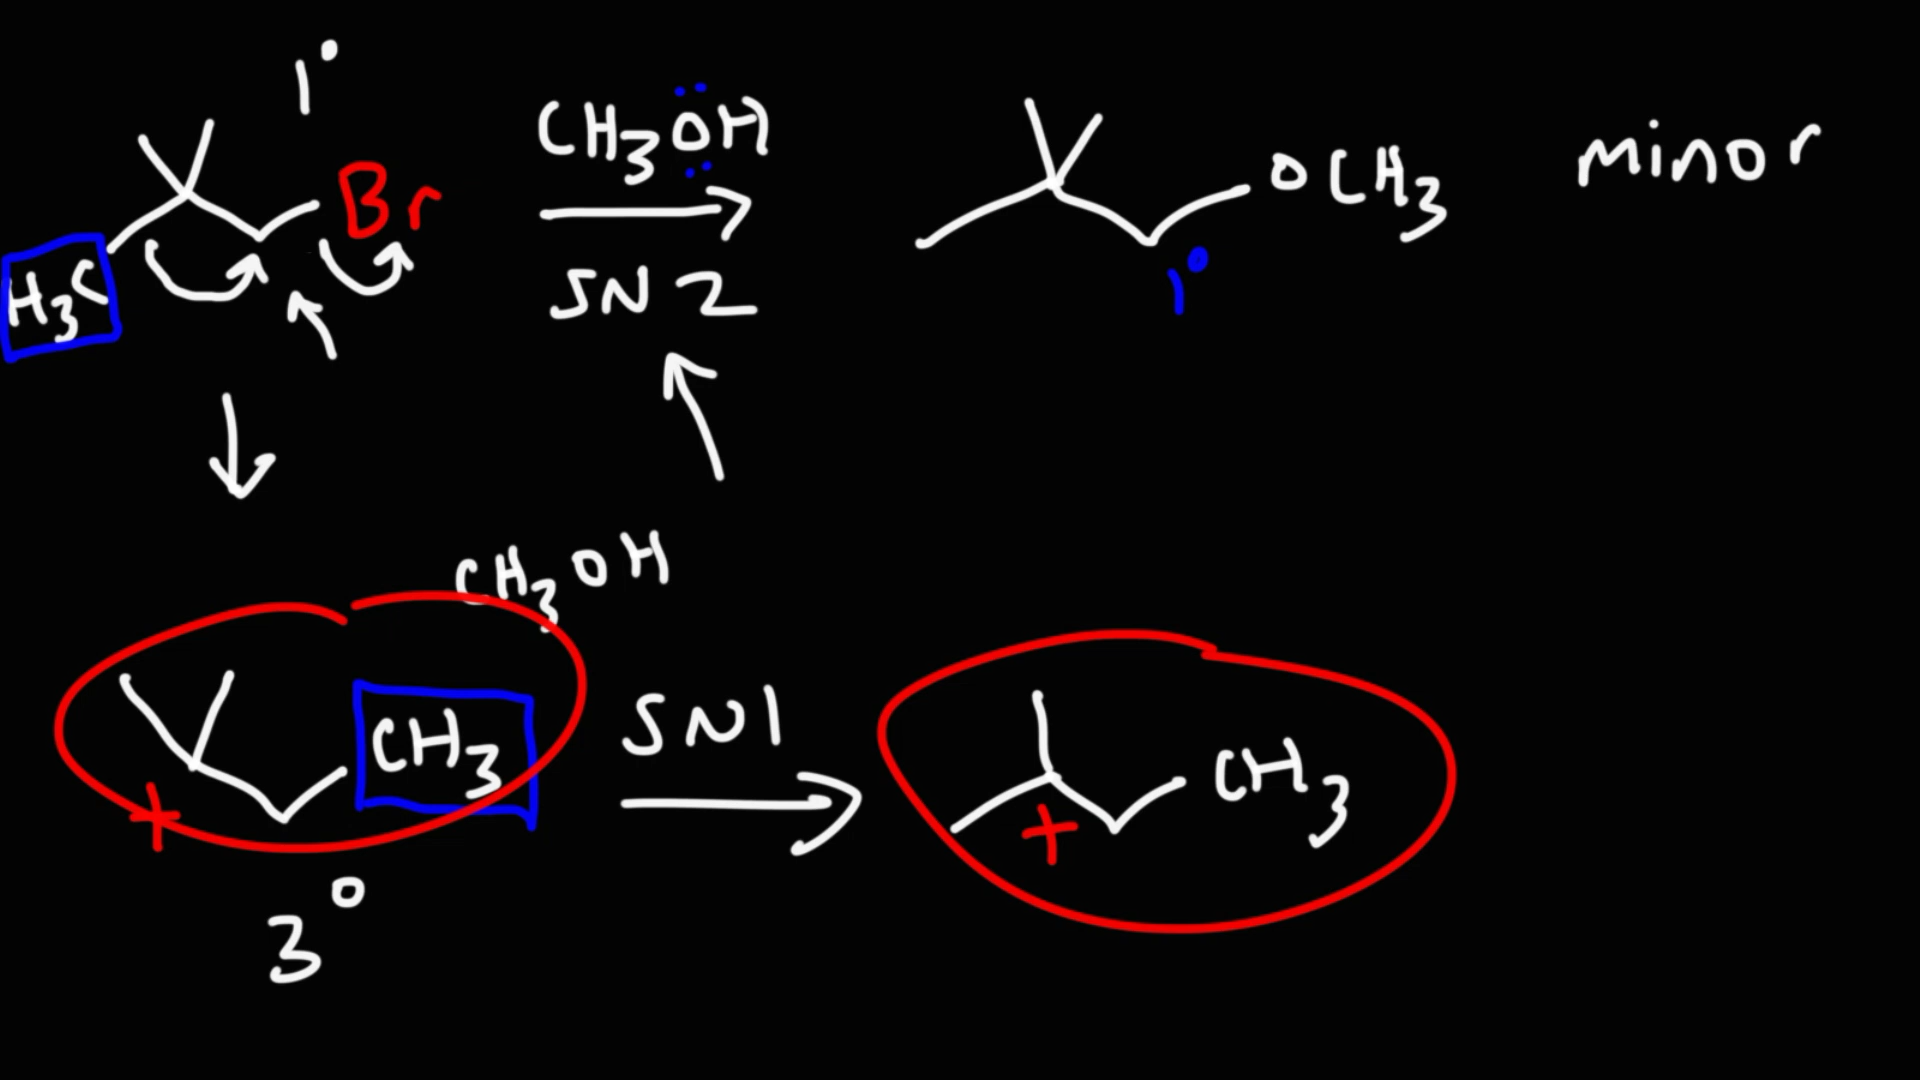 1°
CH3OH
Br
OCH3
minor
H3C
SN2
1°
CH3OH
CH3
SN1
CH3
+
+
3°